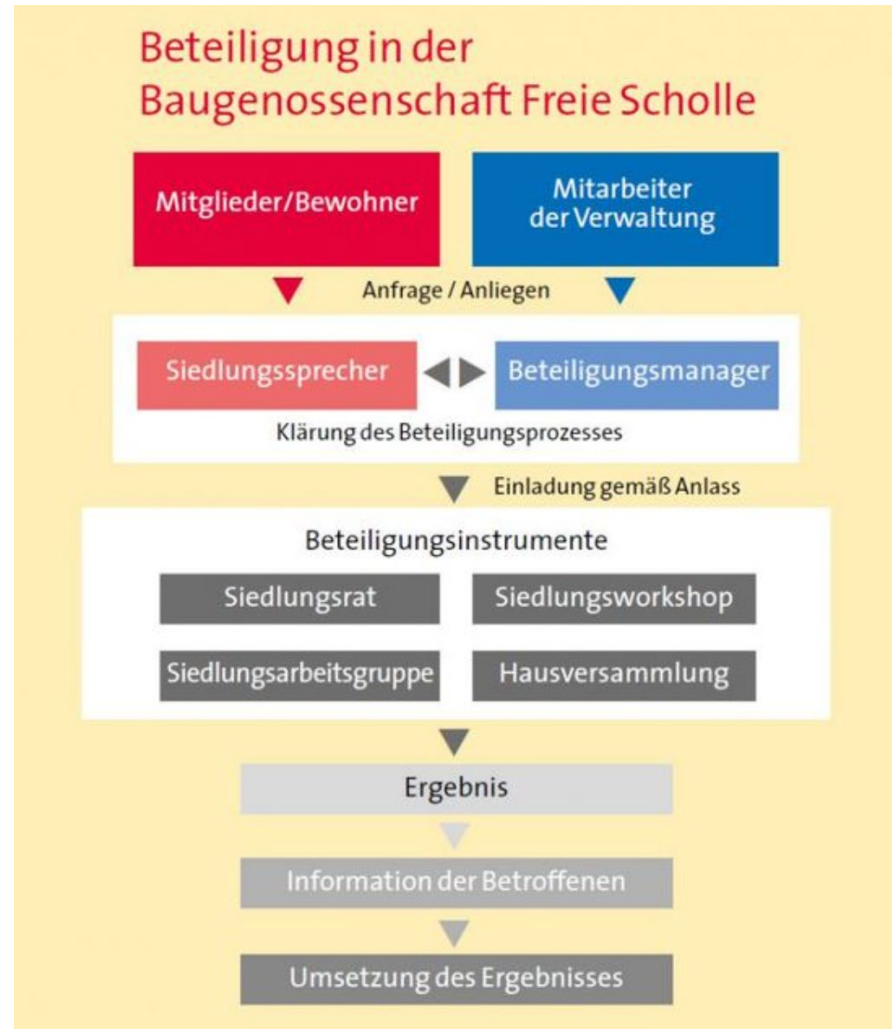 Beteiligung in der
Baugenossenschaft Freie Scholle
Mitglieder/Bewohner
Mitarbeiter
der Verwaltung
Anfrage / Anliegen
Siedlungssprecher
Beteiligungsmanager
Klärung des Beteiligungsprozesses
Einladung gemäß Anlass
Beteiligungsinstrumente
Siedlungsrat
Siedlungsworkshop
Siedlungsarbeitsgruppe
Hausversammlung
Ergebnis
Information der Betroffenen
Umsetzung des Ergebnisses